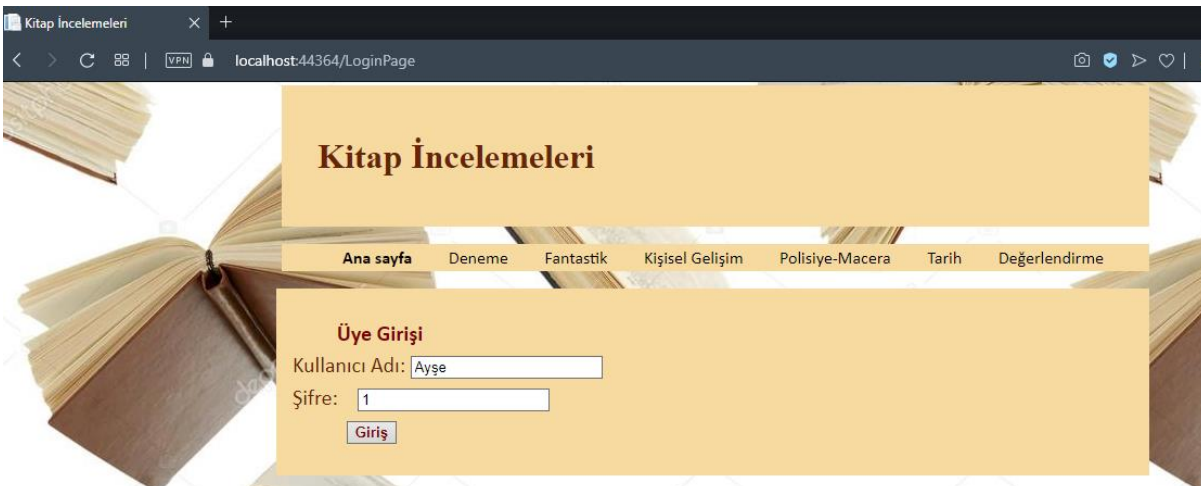 Kitap İncelemeleri
VPN localhost:44364/LoginPage
Kitap İncelemeleri
Ana sayfa Deneme Fantastik Kişisel Gelişim Polisiye-Macera Tarih Değerlendirme
Üye Girişi
Kullanıcı Adı: Ayşe
Şifre: 1
Giriş